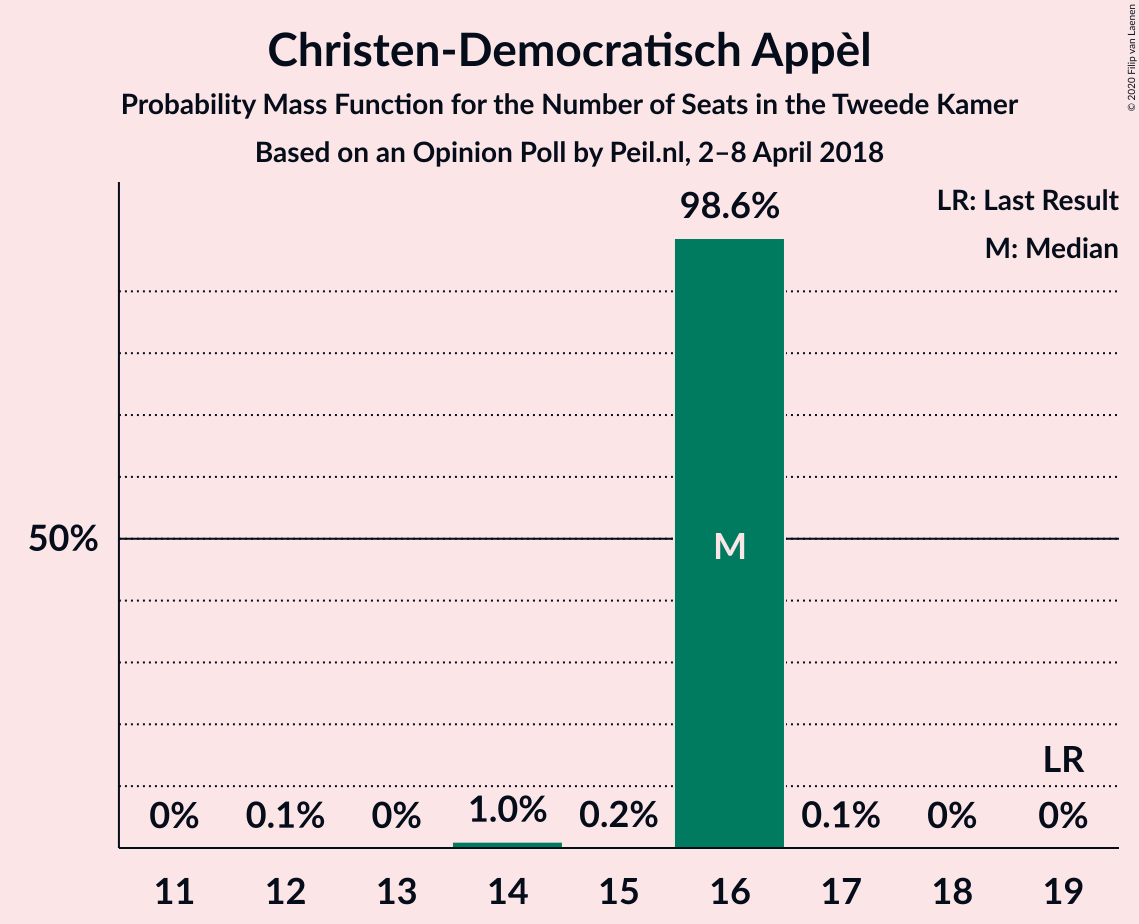 Christen-Democratisch Appèl
Probability Mass Function for the Number of Seats in the Tweede Kamer
Based on an Opinion Poll by Peil.nl, 2–8 April 2018
© 2020 Filip van Laenen
LR: Last Result
M: Median
98.6%
50%
M
LR
0% 0.1% 0% 1.0% 0.2% 0.1% 0% 0%
11 12 13 14 15 16 17 18 19